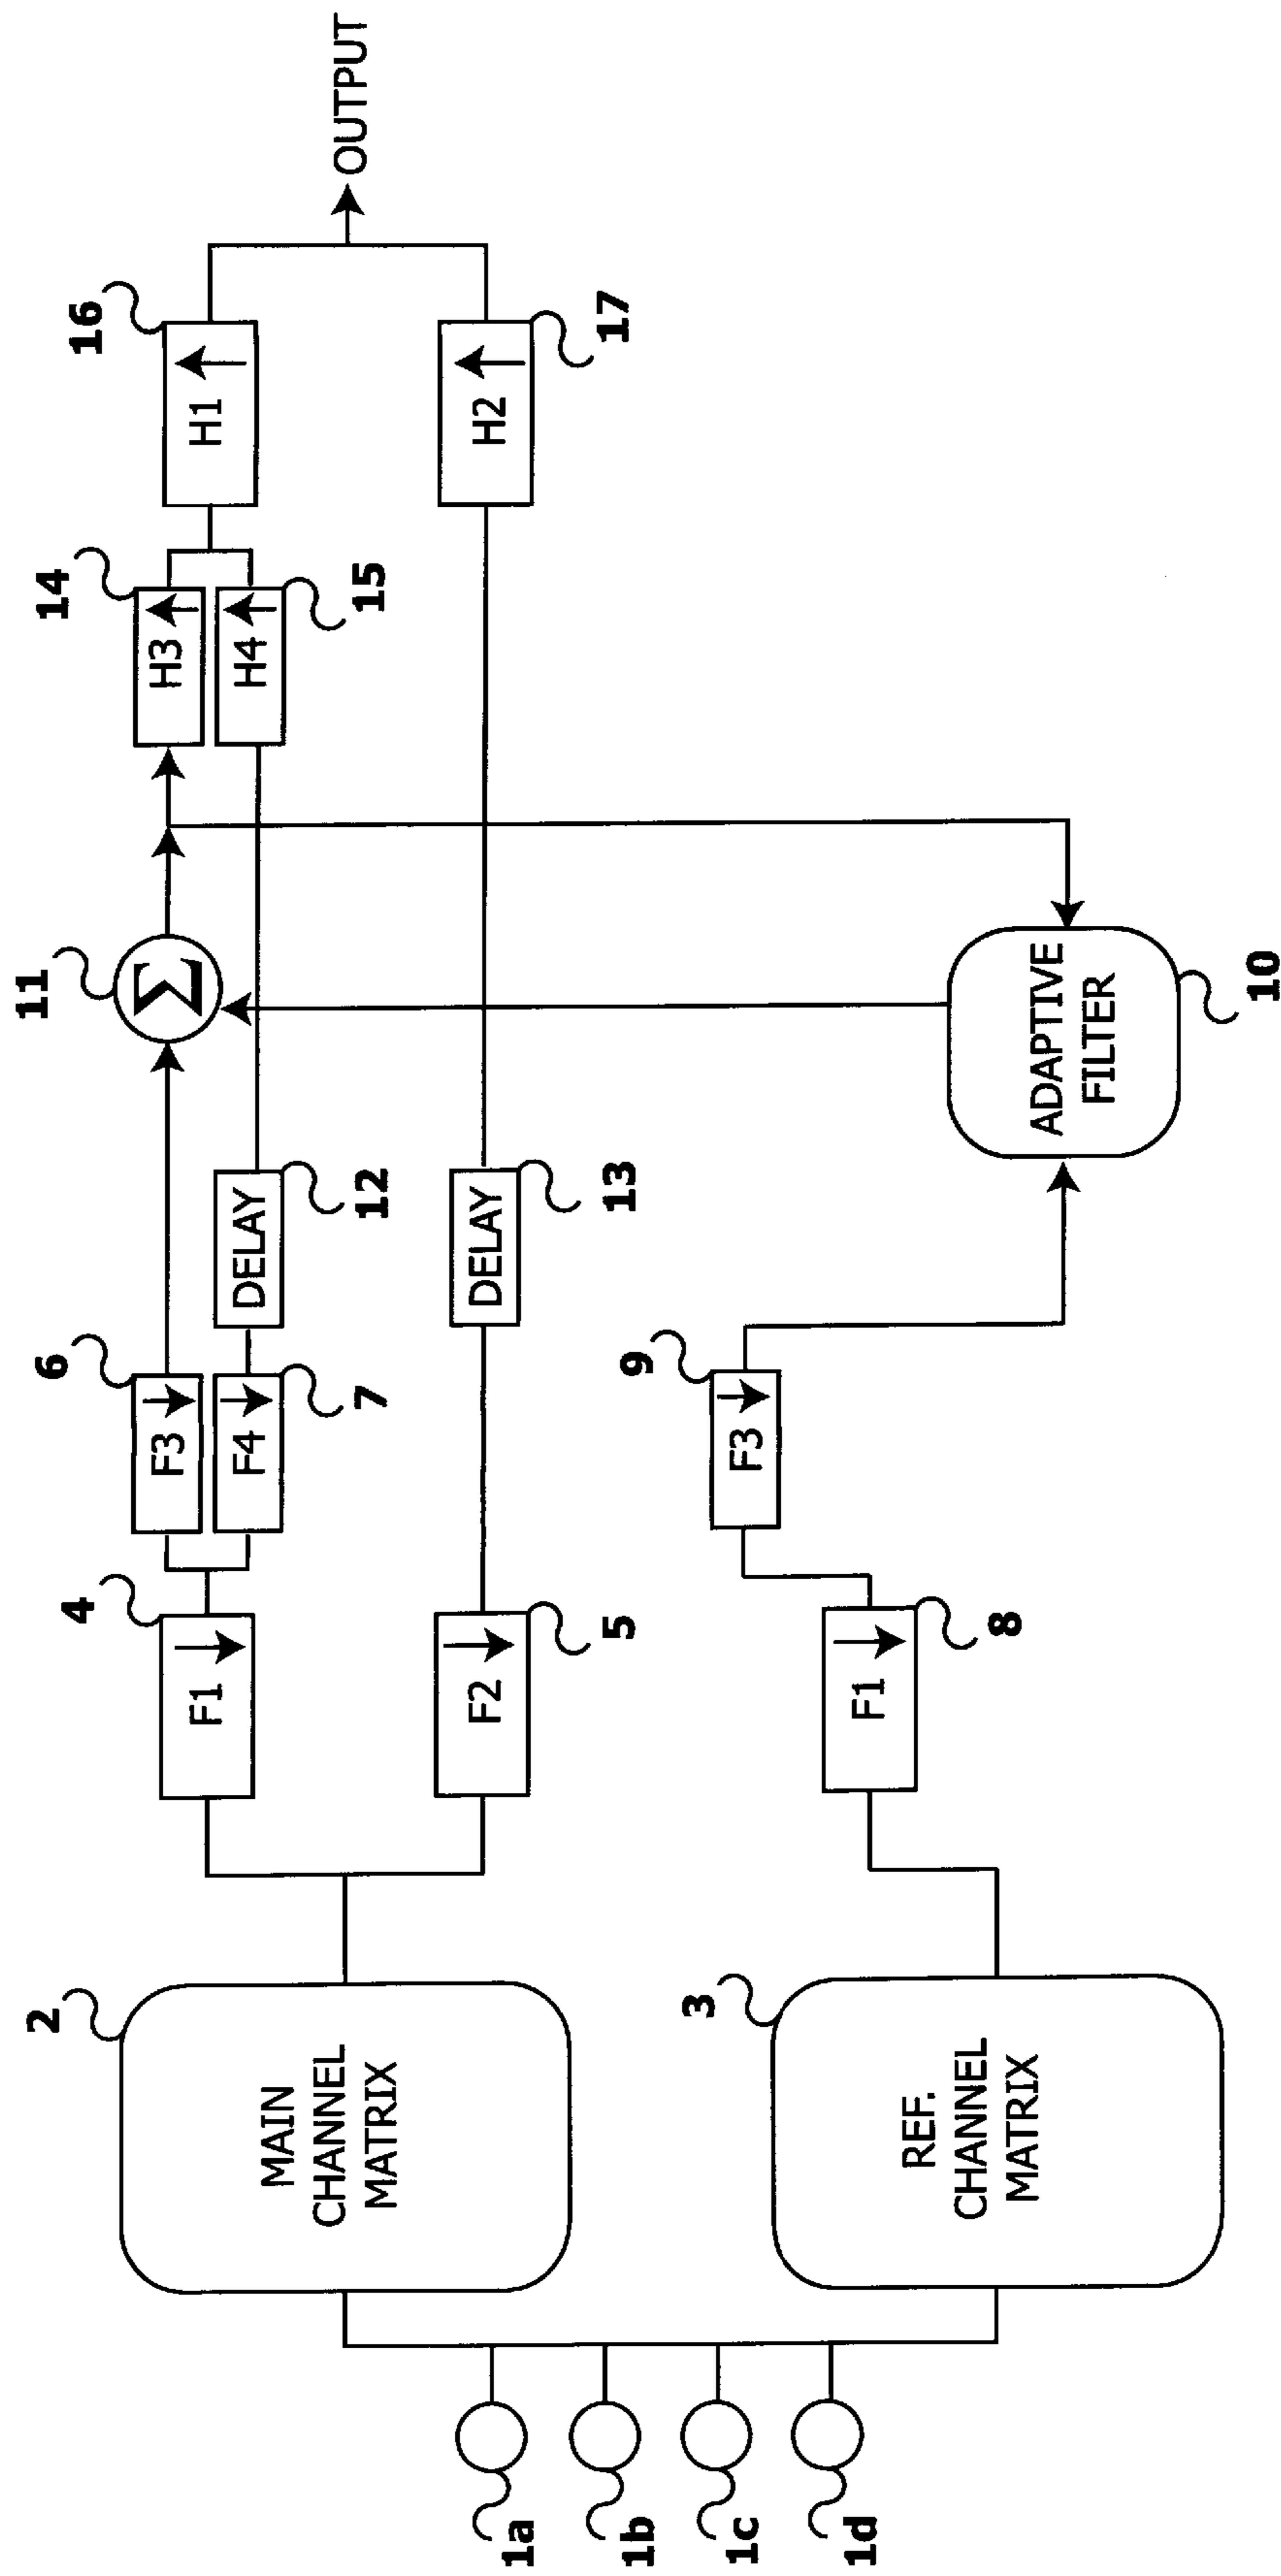 1a
1b
1c
1d
2
MAIN
CHANNEL
MATRIX
3
REF.
CHANNEL
MATRIX
4
F1
5
F2
6
F3
7
F4
8
F1
9
F3
DELAY
12
DELAY
13
11
Σ
ADAPTIVE
FILTER
10
14
H3
H4
15
16
H1
H2
17
OUTPUT